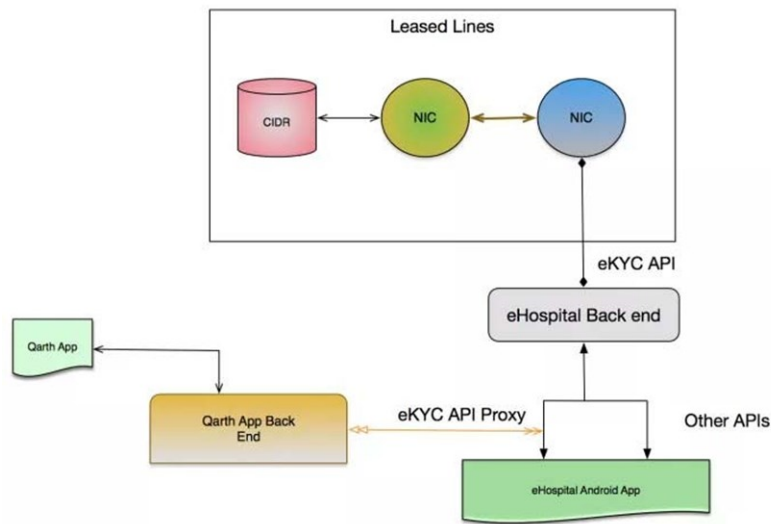 Leased Lines
CIDR
NIC
NIC
eKYC API
eHospital Back end
Qarth App
Qarth App Back
End
eKYC API Proxy
Other APIs
eHospital Android App